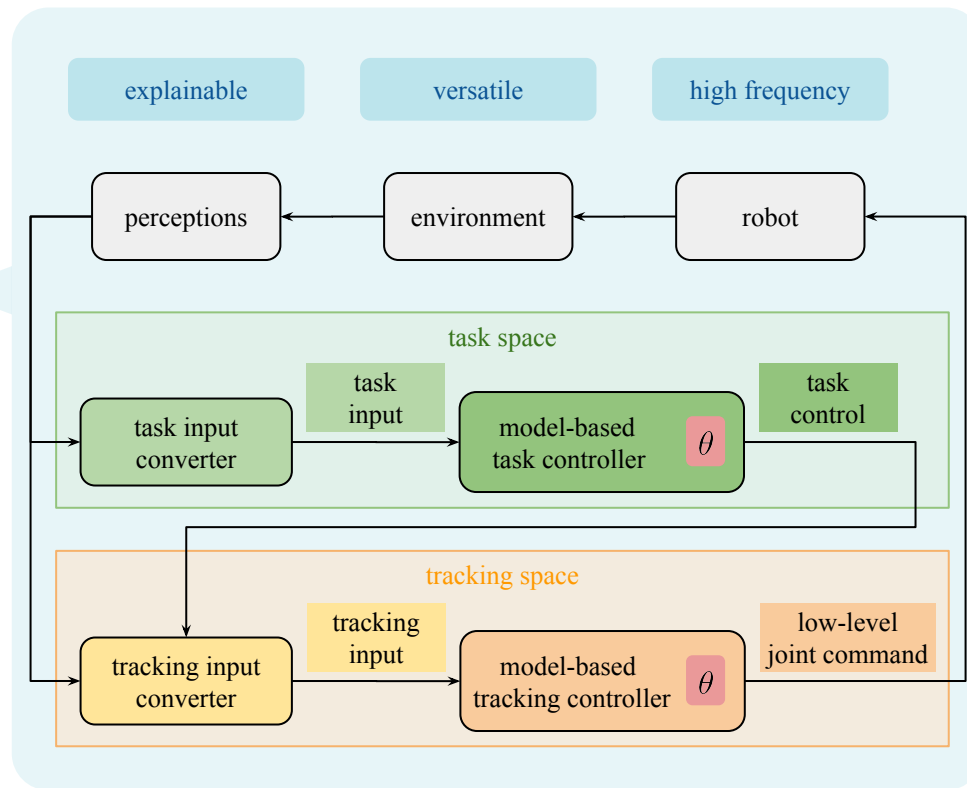 explainable
versatile
high frequency
perceptions
environment
robot
task space
task
input
task
control
task input
converter
model-based
task controller
θ
tracking space
tracking
input
low-level
joint command
tracking input
converter
model-based
tracking controller
θ